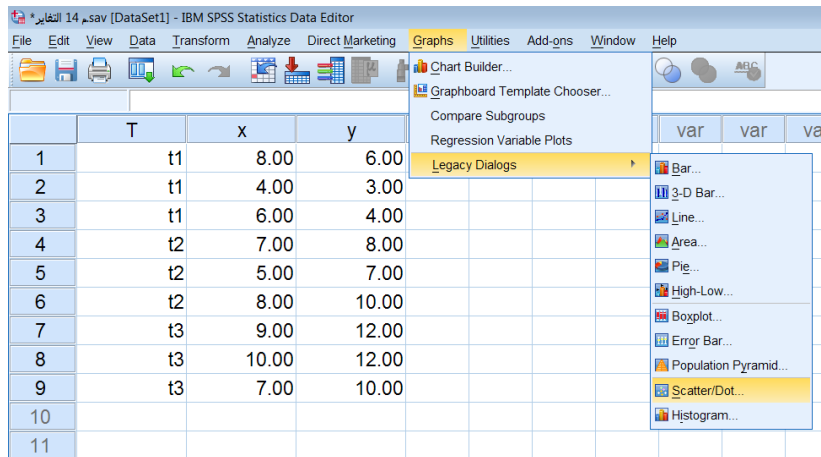 *التغاير 14 م.sav [DataSet1] - IBM SPSS Statistics Data Editor
File Edit View Data Transform Analyze Direct Marketing Graphs Utilities Add-ons Window Help
Chart Builder...
ABC
Graphboard Template Chooser...
Compare Subgroups
Regression Variable Plots
Legacy Dialogs
T x y var var va
1 t1 8.00 6.00
2 t1 4.00 3.00
3 t1 6.00 4.00
4 t2 7.00 8.00
5 t2 5.00 7.00
6 t2 8.00 10.00
7 t3 9.00 12.00
8 t3 10.00 12.00
9 t3 7.00 10.00
10
11
Bar...
3-D Bar...
Line...
Area...
Pie...
High-Low...
Boxplot...
Error Bar...
Population Pyramid...
Scatter/Dot...
Histogram...